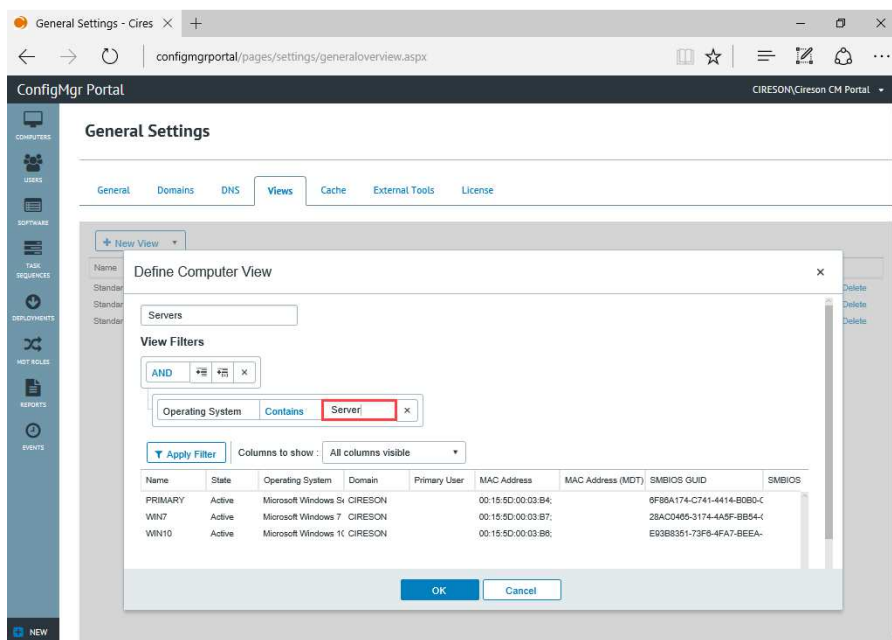 General Settings - Cires
configmgrportal/pages/settings/generaloverview.aspx
ConfigMgr Portal
CIRESON\Cireson CM Portal
COMPUTERS
USERS
SOFTWARE
TASK SEQUENCES
DEPLOYMENTS
MDT ROLES
REPORTS
EVENTS
NEW
General Settings
General Domains DNS Views Cache External Tools License
+ New View
Name
Standar Delete
Standar Delete
Standar Delete
Define Computer View
Servers
View Filters
AND
Operating System Contains Server
Apply Filter Columns to show : All columns visible
Name State Operating System Domain Primary User MAC Address MAC Address (MDT) SMBIOS GUID SMBIOS
PRIMARY Active Microsoft Windows Se CIRESON 00:15:5D:00:03:B4; 6F86A174-C741-4414-B0B0-C
WIN7 Active Microsoft Windows 7 CIRESON 00:15:5D:00:03:B7; 28AC0465-3174-4A5F-BB54-
WIN10 Active Microsoft Windows 10 CIRESON 00:15:5D:00:03:B6; E93B8351-73F6-4FA7-BEEA-
OK Cancel